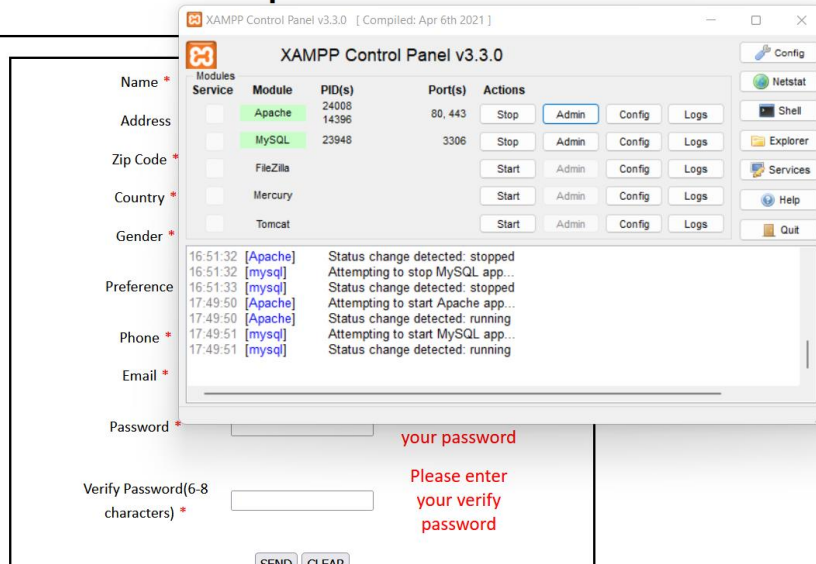 XAMPP Control Panel v3.3.0 [ Compiled: Apr 6th 2021 ]
XAMPP Control Panel v3.3.0
Config
Modules
Service Module PID(s) Port(s) Actions
Netstat
Apache 24008 14396 80, 443 Stop Admin Config Logs
Shell
MySQL 23948 3306 Stop Admin Config Logs
Explorer
FileZilla Start Admin Config Logs
Services
Mercury Start Admin Config Logs
Help
Tomcat Start Admin Config Logs
Quit
16:51:32 [Apache] Status change detected: stopped
16:51:32 [mysql] Attempting to stop MySQL app...
16:51:33 [mysql] Status change detected: stopped
17:49:50 [Apache] Attempting to start Apache app...
17:49:50 [Apache] Status change detected: running
17:49:51 [mysql] Attempting to start MySQL app...
17:49:51 [mysql] Status change detected: running
Name *
Address
Zip Code *
Country *
Gender *
Preference
Phone *
Email *
Password *
your password
Verify Password(6-8
characters) *
Please enter
your verify
password
SEND CLEAR